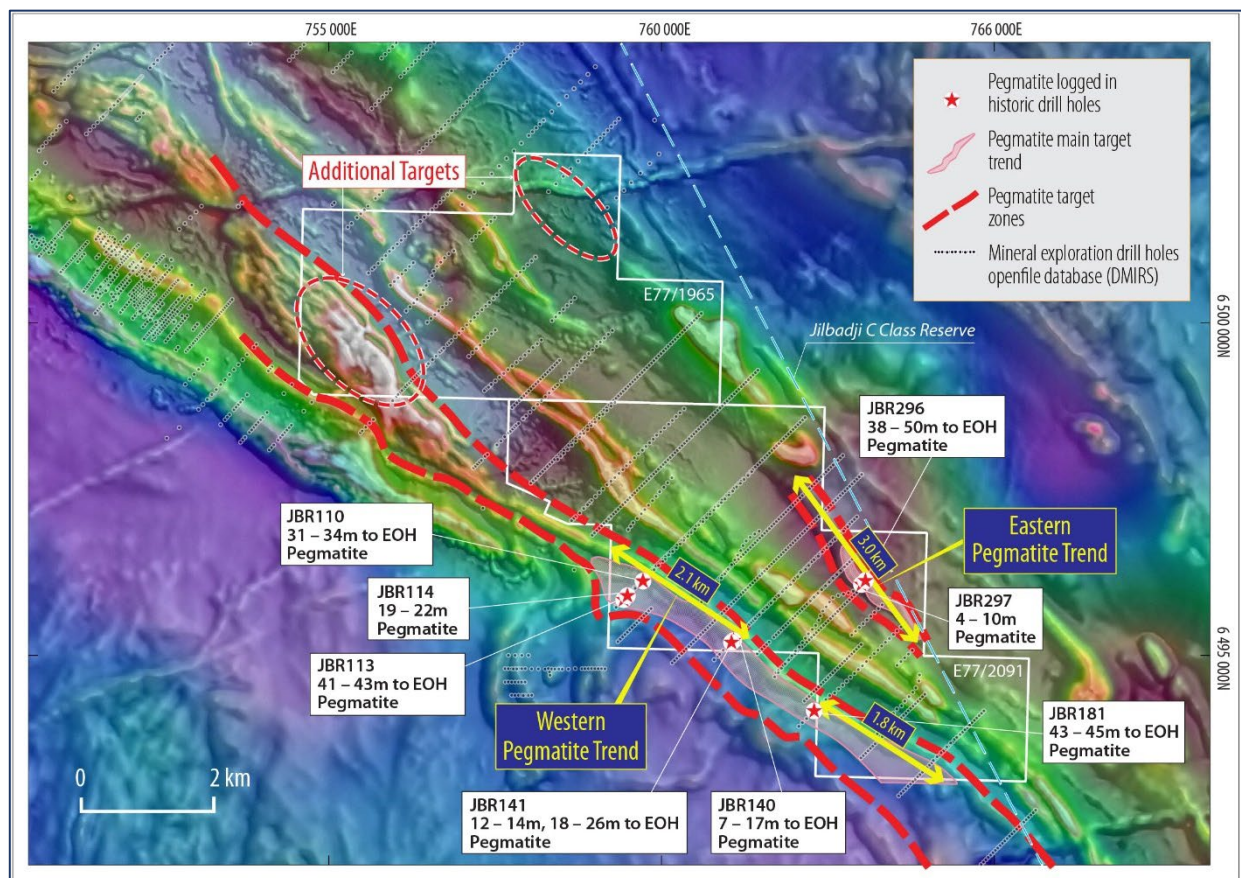 755 000E
760 000E
766 000E
Pegmatite logged in
historic drill holes
Pegmatite main target
trend
Pegmatite target
zones
Mineral exploration drill holes
openfile database (DMIRS)
Additional Targets
E77/1965
6 500 000N
Jilbadji C Class Reserve
JBR296
38 – 50m to EOH
Pegmatite
JBR110
31 – 34m to EOH
Pegmatite
Eastern
Pegmatite Trend
3.0 km
2.1 km
JBR114
19 – 22m
Pegmatite
JBR297
4 – 10m
Pegmatite
6 495 000N
JBR113
41 – 43m to EOH
Pegmatite
E77/2091
Western
Pegmatite Trend
1.8 km
JBR181
43 – 45m to EOH
Pegmatite
0 2 km
JBR141
12 – 14m, 18 – 26m to EOH
Pegmatite
JBR140
7 – 17m to EOH
Pegmatite